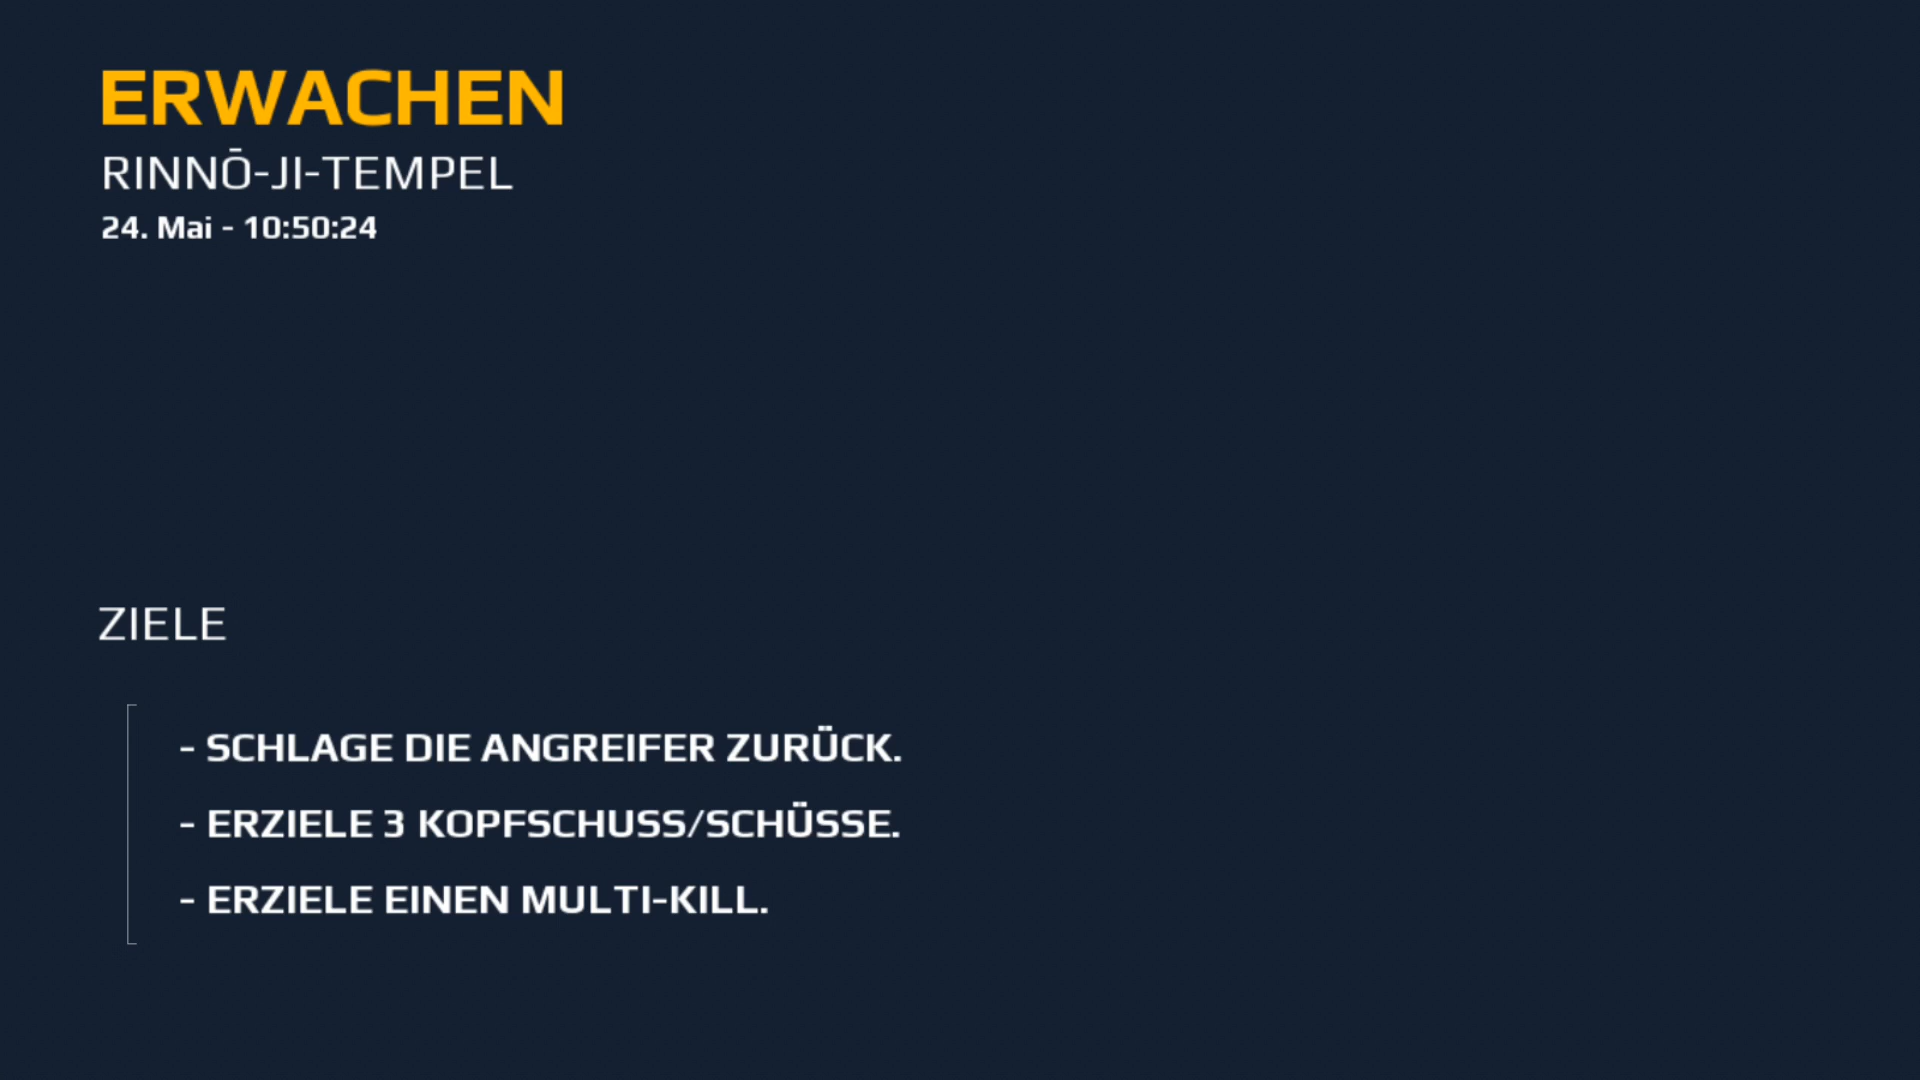 ERWACHEN
RINNŌ-JI-TEMPEL
24. Mai - 10:50:24
ZIELE
- SCHLAGE DIE ANGREIFER ZURÜCK.
- ERZIELE 3 KOPFSCHUSS/SCHÜSSE.
- ERZIELE EINEN MULTI-KILL.